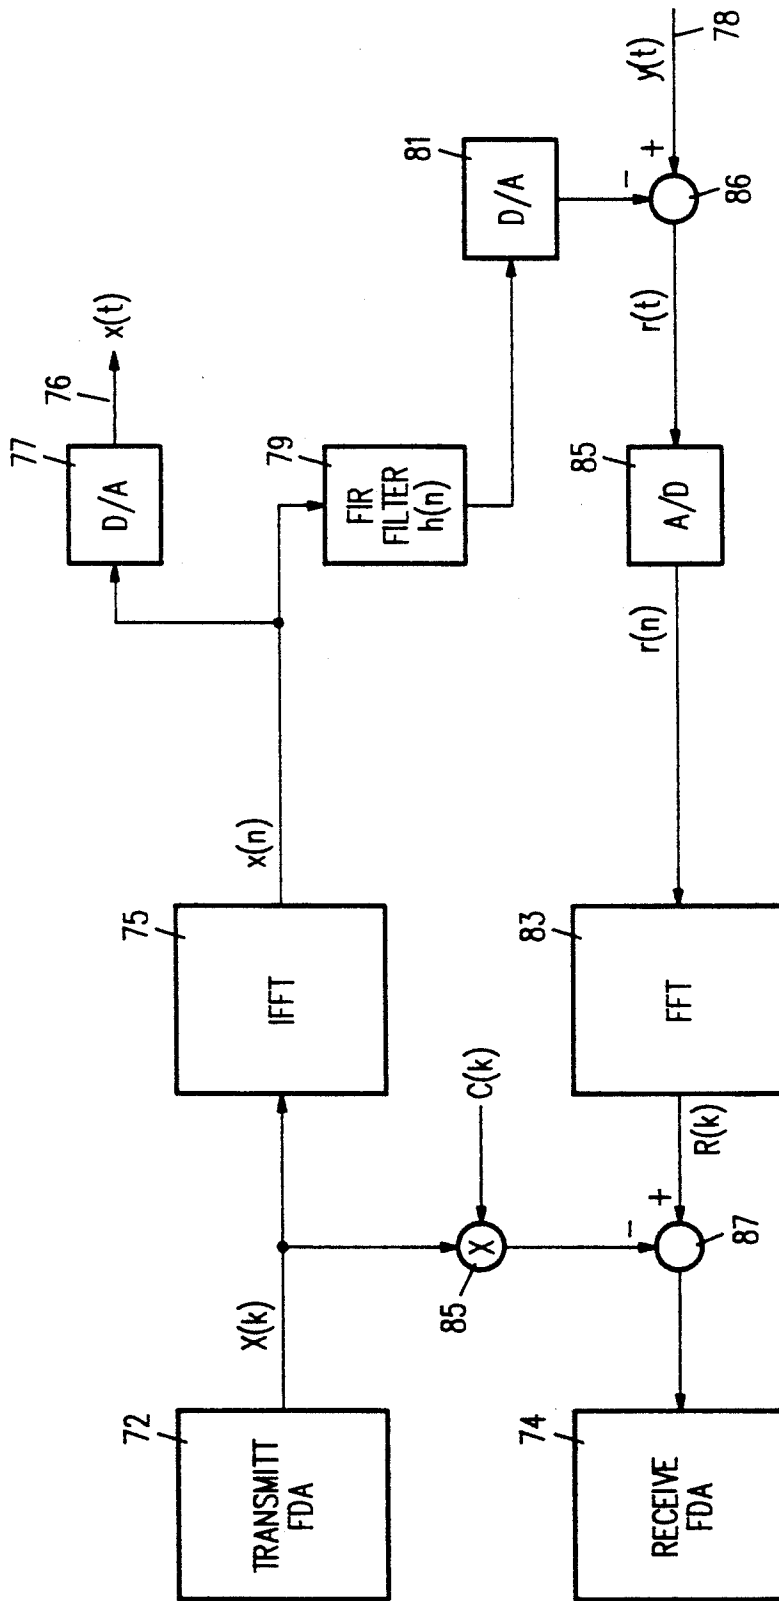 72
TRANSMITT
FDA
X(k)
75
IFFT
x(n)
77
D/A
76
x(t)
79
FIR
FILTER
h(n)
81
D/A
85
X
C(k)
–
+
y(t)
78
86
r(t)
85
A/D
r(n)
83
FFT
R(k)
–
+
87
74
RECEIVE
FDA